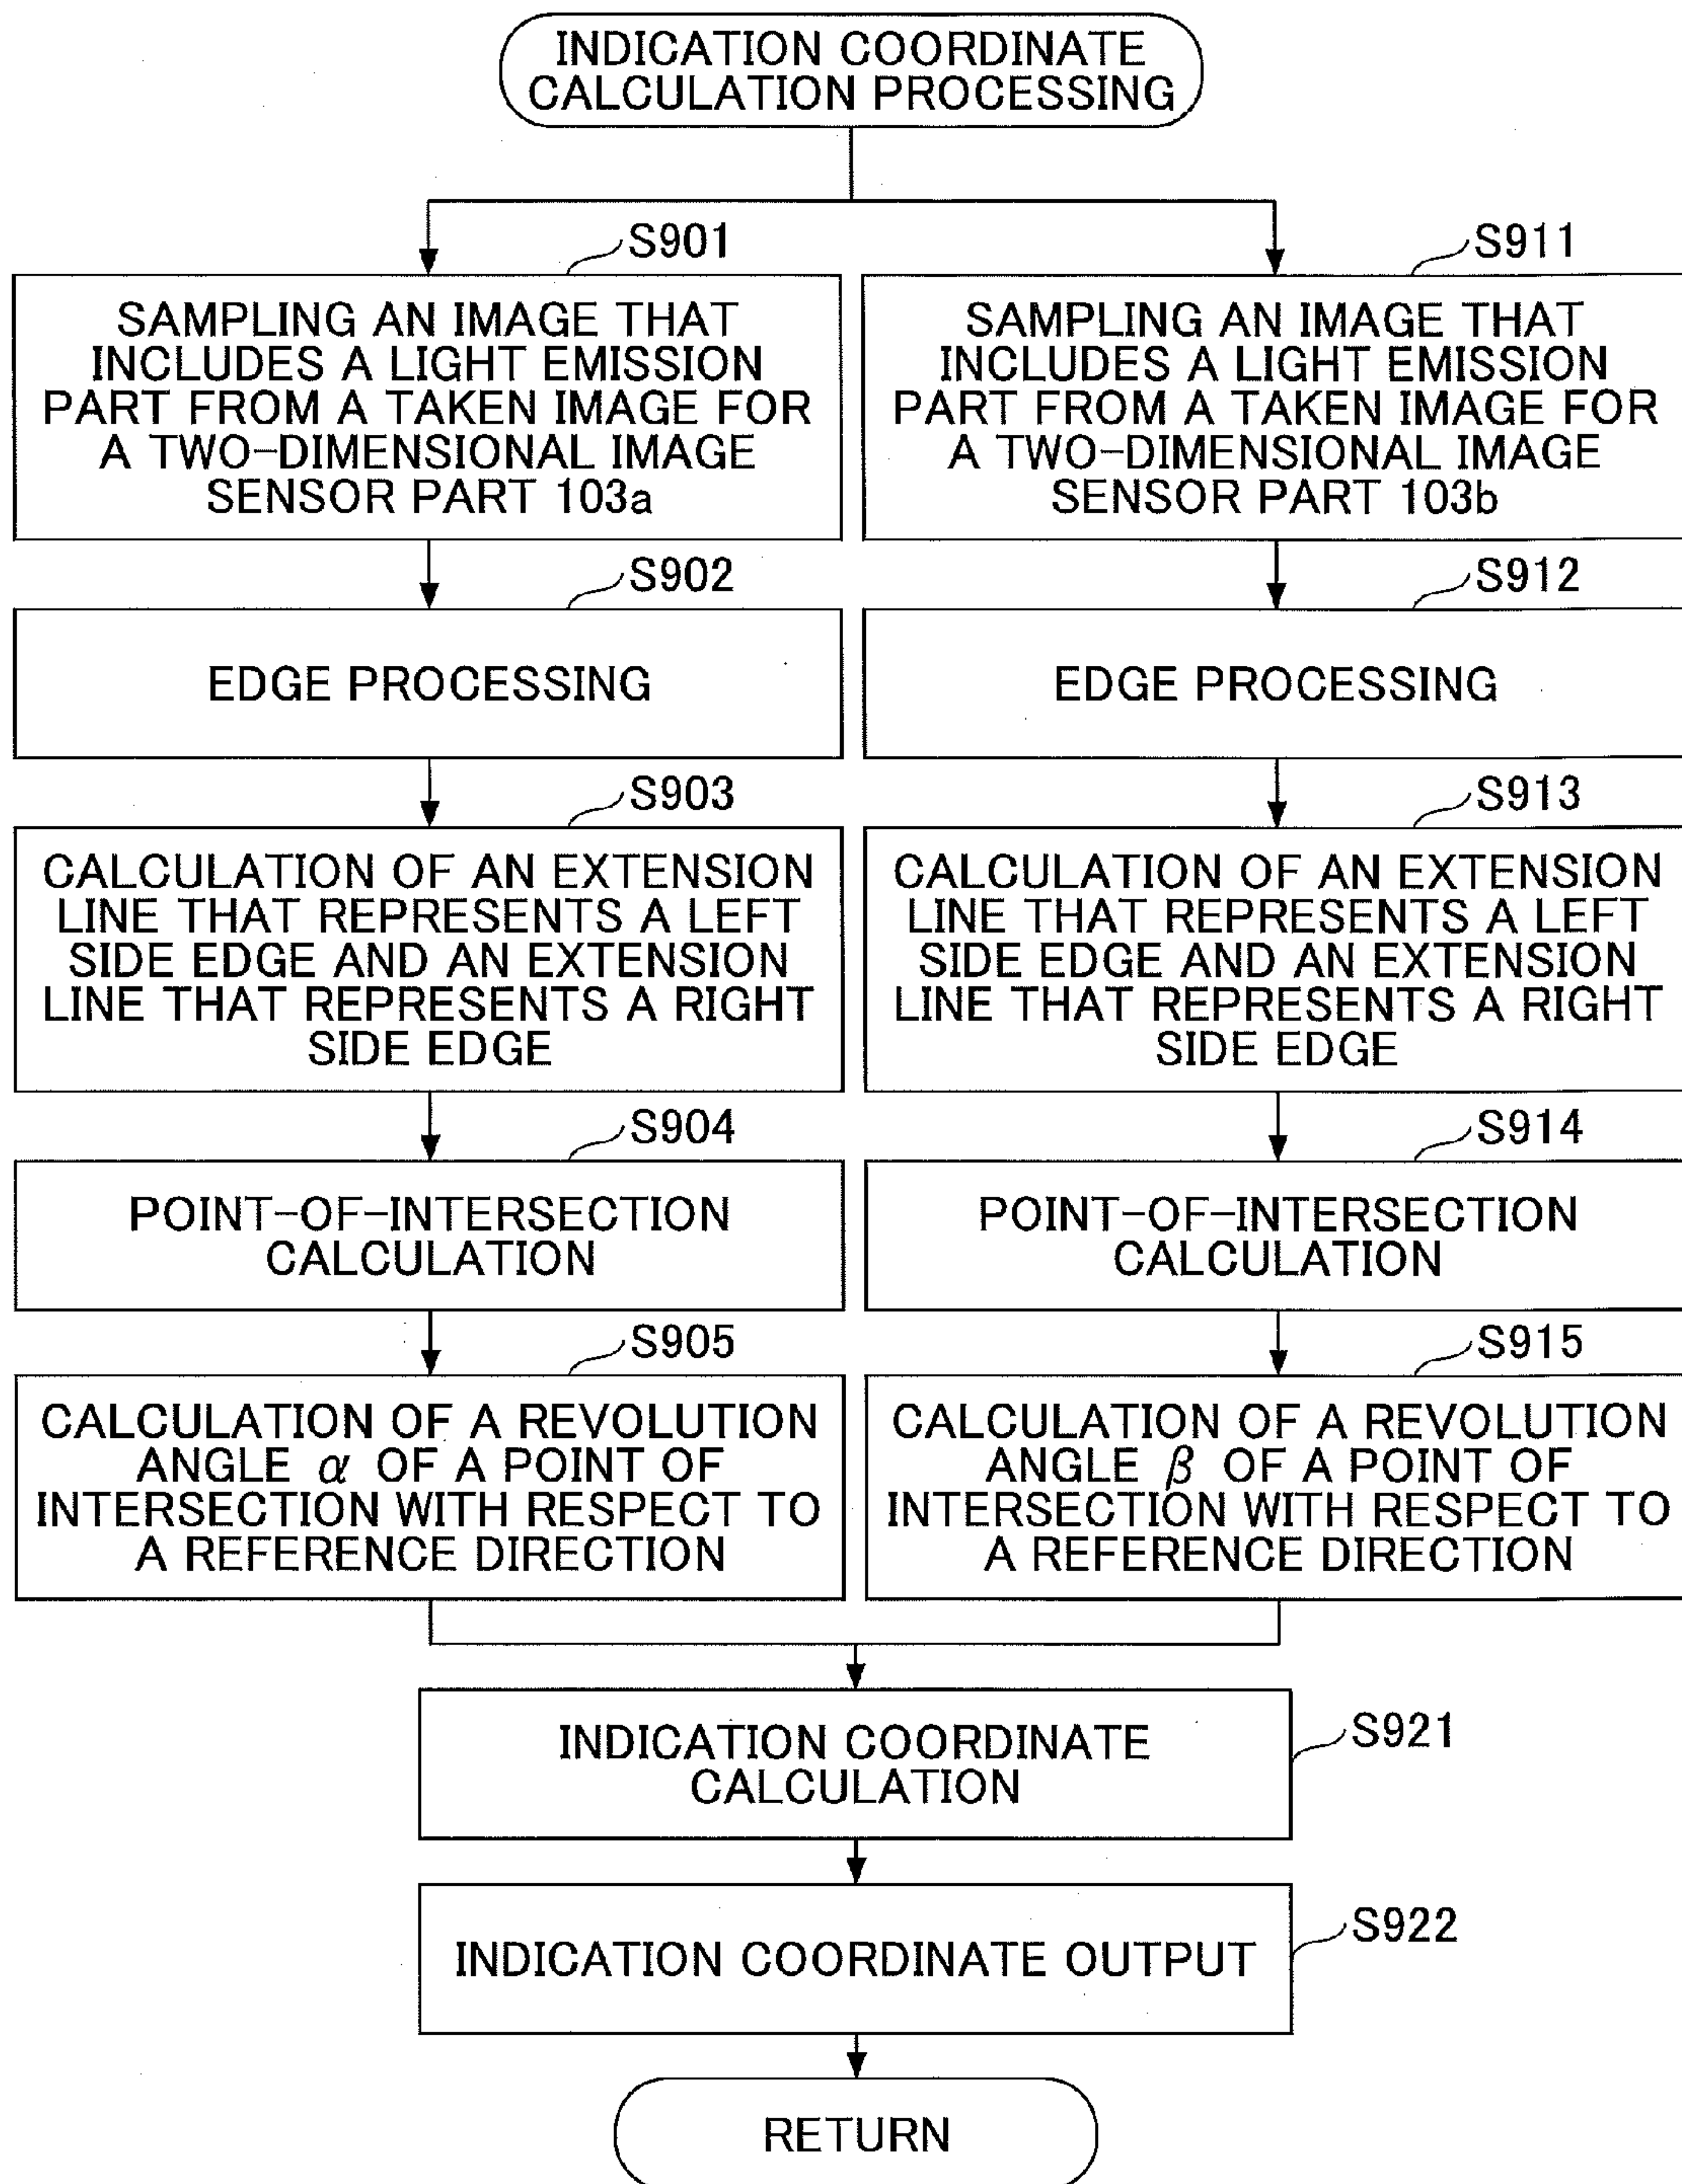 INDICATION COORDINATE
CALCULATION PROCESSING
S901
SAMPLING AN IMAGE THAT
INCLUDES A LIGHT EMISSION
PART FROM A TAKEN IMAGE FOR
A TWO-DIMENSIONAL IMAGE
SENSOR PART 103a
S902
EDGE PROCESSING
S903
CALCULATION OF AN EXTENSION
LINE THAT REPRESENTS A LEFT
SIDE EDGE AND AN EXTENSION
LINE THAT REPRESENTS A RIGHT
SIDE EDGE
S904
POINT-OF-INTERSECTION
CALCULATION
S905
CALCULATION OF A REVOLUTION
ANGLE α OF A POINT OF
INTERSECTION WITH RESPECT TO
A REFERENCE DIRECTION
S911
SAMPLING AN IMAGE THAT
INCLUDES A LIGHT EMISSION
PART FROM A TAKEN IMAGE FOR
A TWO-DIMENSIONAL IMAGE
SENSOR PART 103b
S912
EDGE PROCESSING
S913
CALCULATION OF AN EXTENSION
LINE THAT REPRESENTS A LEFT
SIDE EDGE AND AN EXTENSION
LINE THAT REPRESENTS A RIGHT
SIDE EDGE
S914
POINT-OF-INTERSECTION
CALCULATION
S915
CALCULATION OF A REVOLUTION
ANGLE β OF A POINT OF
INTERSECTION WITH RESPECT TO
A REFERENCE DIRECTION
INDICATION COORDINATE
CALCULATION
S921
INDICATION COORDINATE OUTPUT
S922
RETURN